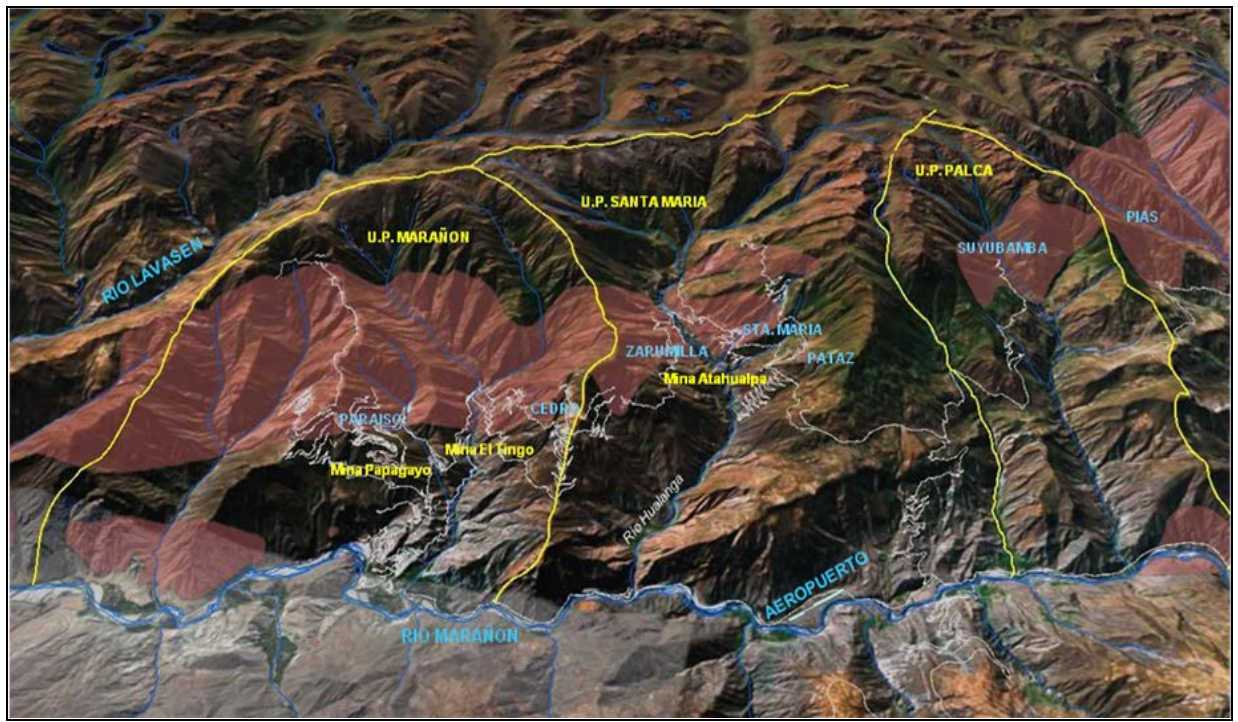 U.P. PALCA
U.P. SANTA MARIA
PIAS
U.P. MARAÑON
SUYUBAMBA
RIO LAVASEN
STA. MARIA
ZARUMILLA
PATAZ
Mina Atahualpa
CEDRO
PARAISO
Mina El Tingo
Mina Papagayo
Río Hualanga
AEROPUERTO
RIO MARAÑON